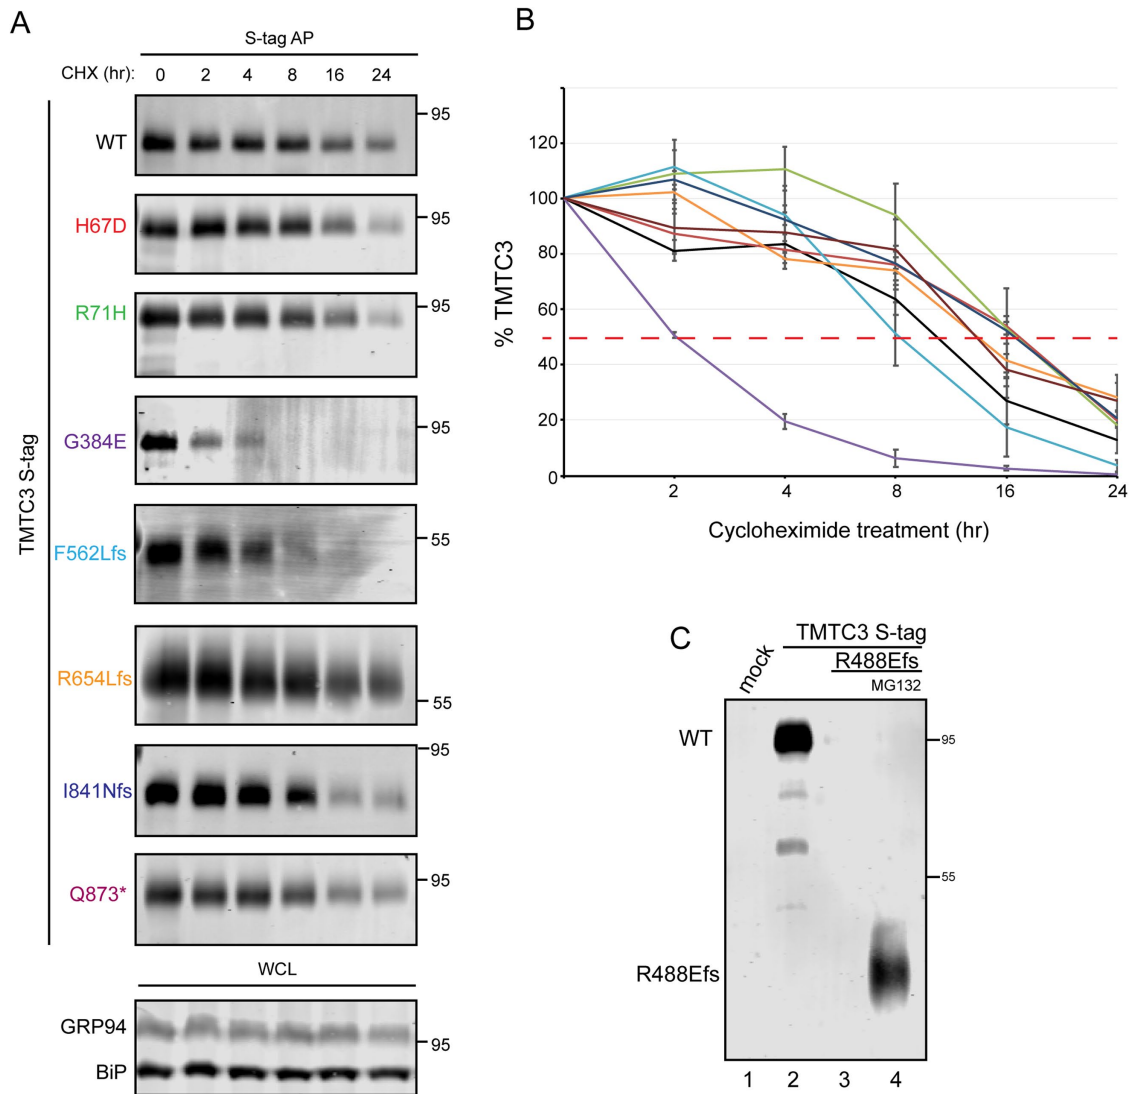 A
S-tag AP
CHX (hr): 0 2 4 8 16 24
TMTC3 S-tag
WT
95
H67D
95
R71H
95
G384E
95
F562Lfs
55
R654Lfs
55
I841Nfs
95
Q873*
95
WCL
GRP94
95
BiP
B
% TMTC3
120
100
80
60
40
20
0
2 4 8 16 24
Cycloheximide treatment (hr)
C
TMTC3 S-tag
mock
R488Efs
MG132
WT
95
55
R488Efs
1 2 3 4